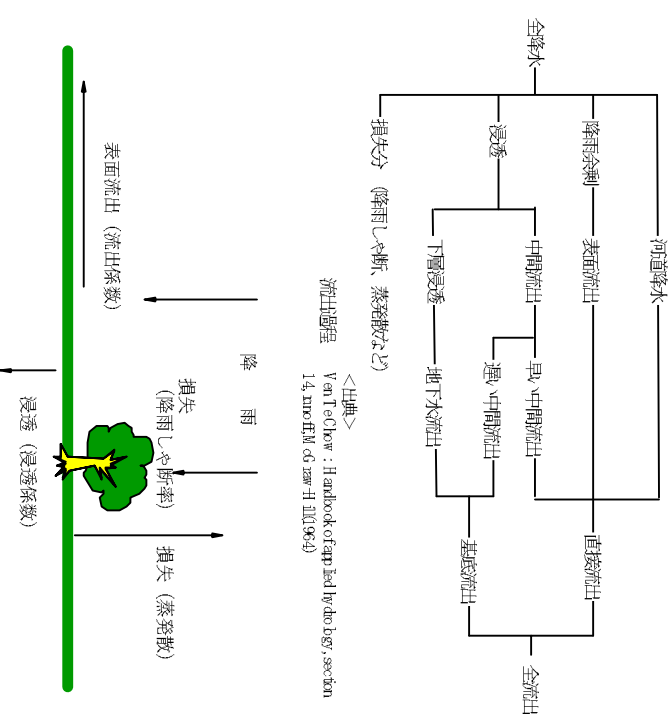 全降水
河道降水
降雨余剰
表面流出
直接流出
全流出
浸透
中間流出
早い中間流出
遅い中間流出
下層浸透
地下水流出
基底流出
損失分 (降雨しゃ断、蒸発散など)
流出過程
<出典>
Ven Te Chow : Handbook of applied hydrology, section
14, runoff, McGraw-Hill(1964)
降 雨
損失
(降雨しゃ断率)
損失 (蒸発散)
表面流出 (流出係数)
浸透 (浸透係数)